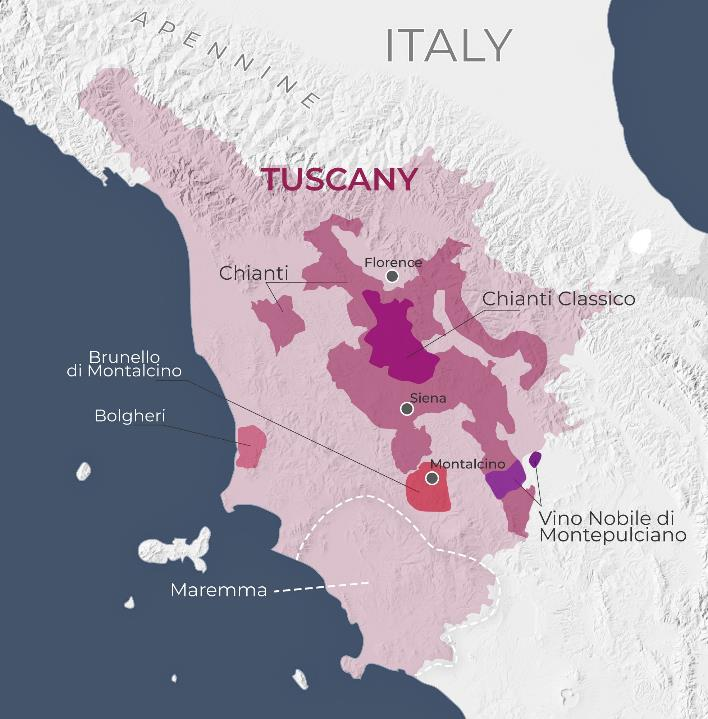 APENNINE
ITALY
TUSCANY
Florence
Chianti
Chianti Classico
Brunello
di Montalcino
Siena
Bolgheri
Montalcino
Vino Nobile di
Montepulciano
Maremma